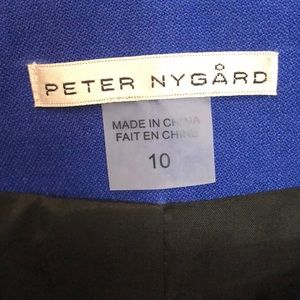 PETER NYGÅRD
MADE IN CHINA
FAIT EN CHINE
10